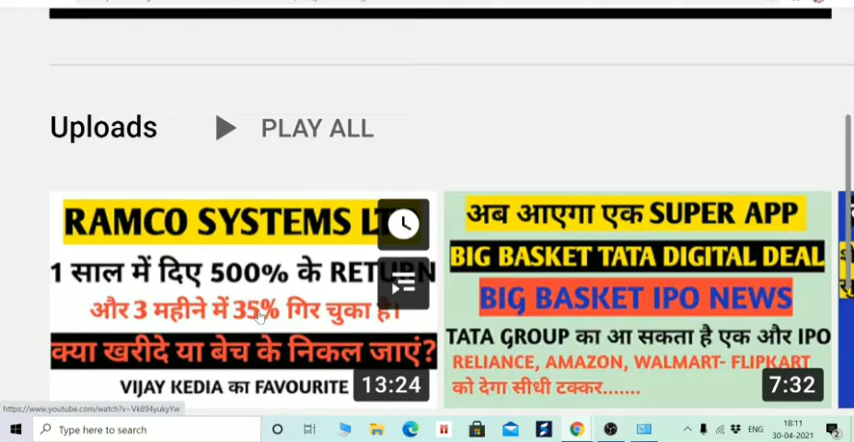 Uploads
PLAY ALL
RAMCO SYSTEMS
1 साल में दिए 500% के RETURN
और 3 महीने में 35% गिर चुका है।
क्या खरीदे या बेच के निकल जाएं?
VIJAY KEDIA का FAVOURITE
13:24
अब आएगा एक SUPER APP
BIG BASKET TATA DIGITAL DEAL
BIG BASKET IPO NEWS
TATA GROUP का आ सकता है एक और IPO
RELIANCE, AMAZON, WALMART- FLIPKART
को देगा सीधी टक्कर.......
7:32
https://www.youtube.com/watch?v=Vk894yukyYw
Type here to search
ENG
18:11
30-04-2021
2